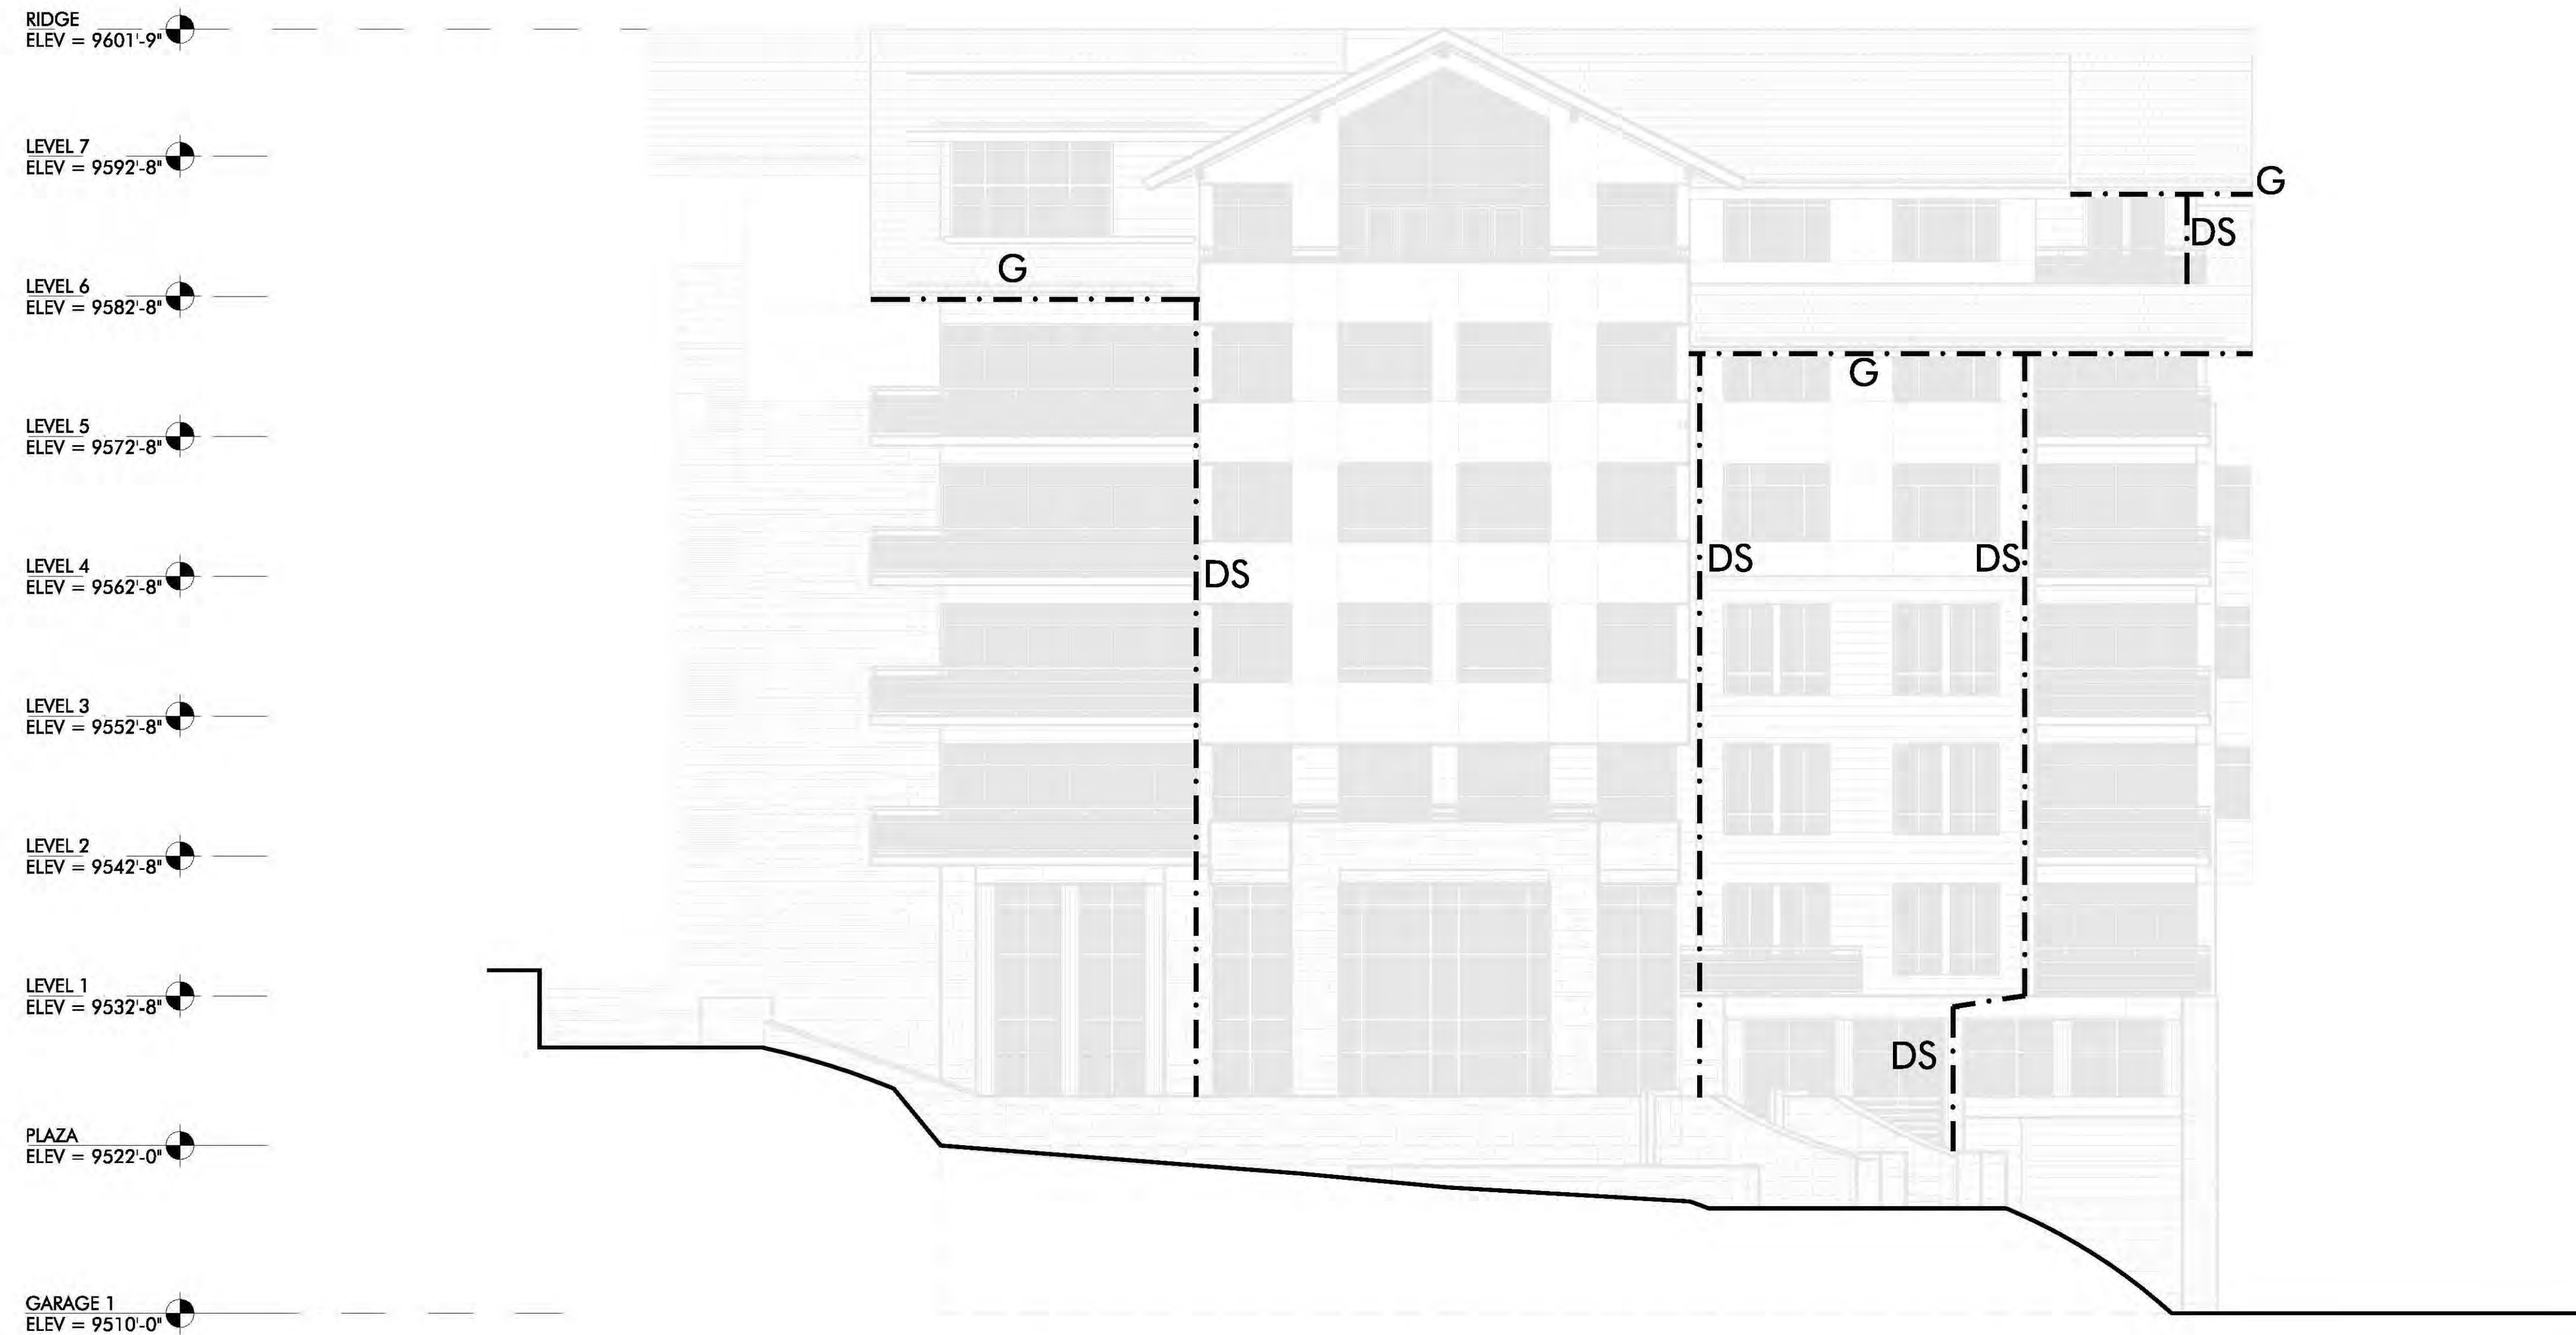 RIDGE
ELEV = 9601'-9"
LEVEL 7
ELEV = 9592'-8"
G
DS
G
LEVEL 6
ELEV = 9582'-8"
G
LEVEL 5
ELEV = 9572'-8"
DS
DS
DS
LEVEL 4
ELEV = 9562'-8"
LEVEL 3
ELEV = 9552'-8"
LEVEL 2
ELEV = 9542'-8"
LEVEL 1
ELEV = 9532'-8"
DS
PLAZA
ELEV = 9522'-0"
GARAGE 1
ELEV = 9510'-0"